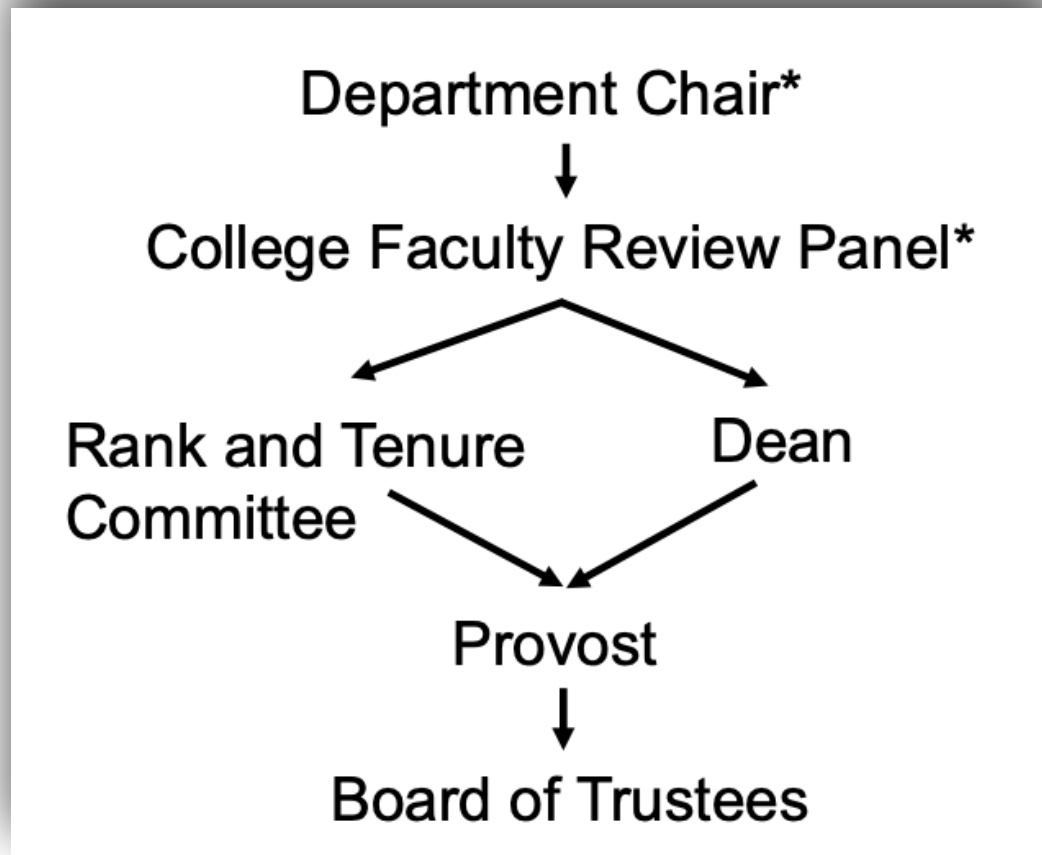 Department Chair*
College Faculty Review Panel*
Rank and Tenure
Committee
Dean
Provost
Board of Trustees